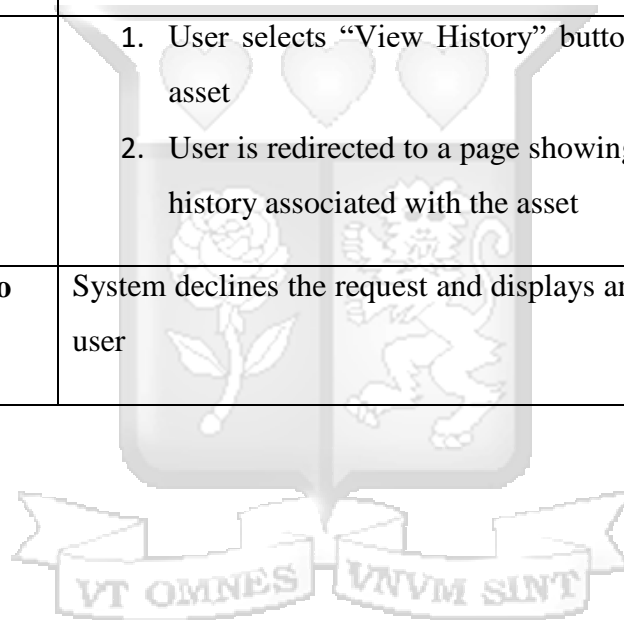 1. User selects “View History” butto
asset
2. User is redirected to a page showing
history associated with the asset
o System declines the request and displays an
user
VT OMNES VNVM SINT